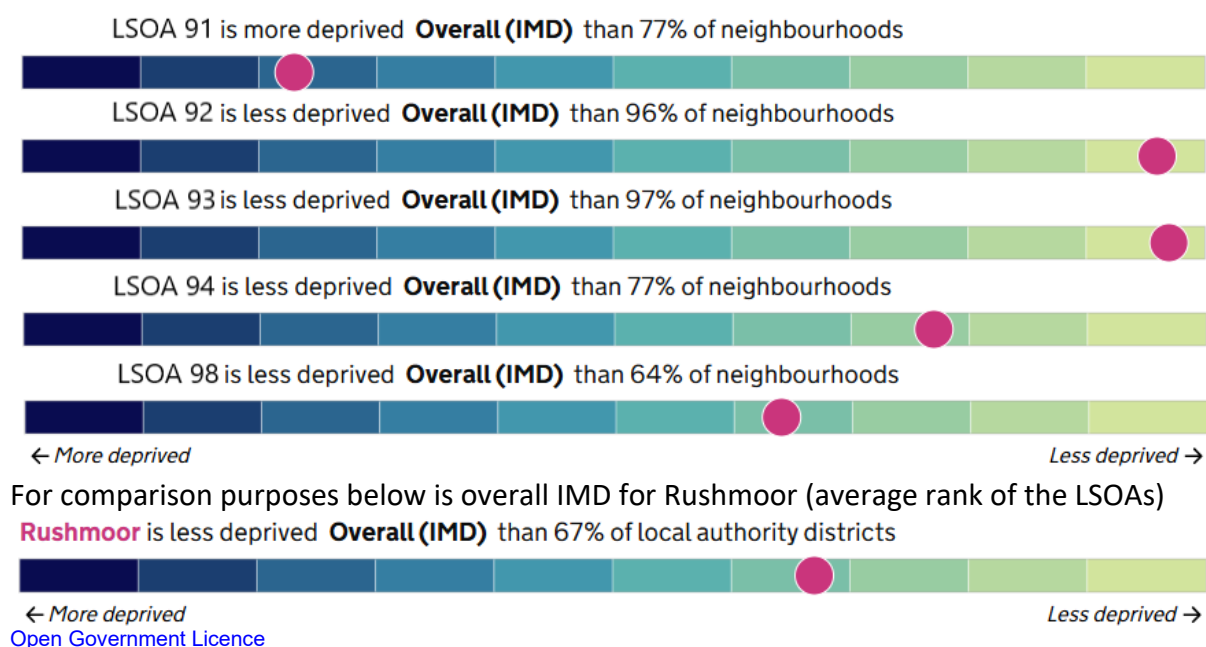 LSOA 91 is more deprived Overall (IMD) than 77% of neighbourhoods
LSOA 92 is less deprived Overall (IMD) than 96% of neighbourhoods
LSOA 93 is less deprived Overall (IMD) than 97% of neighbourhoods
LSOA 94 is less deprived Overall (IMD) than 77% of neighbourhoods
LSOA 98 is less deprived Overall (IMD) than 64% of neighbourhoods
← More deprived Less deprived →
For comparison purposes below is overall IMD for Rushmoor (average rank of the LSOAs)
Rushmoor is less deprived Overall (IMD) than 67% of local authority districts
← More deprived Less deprived →
Open Government Licence